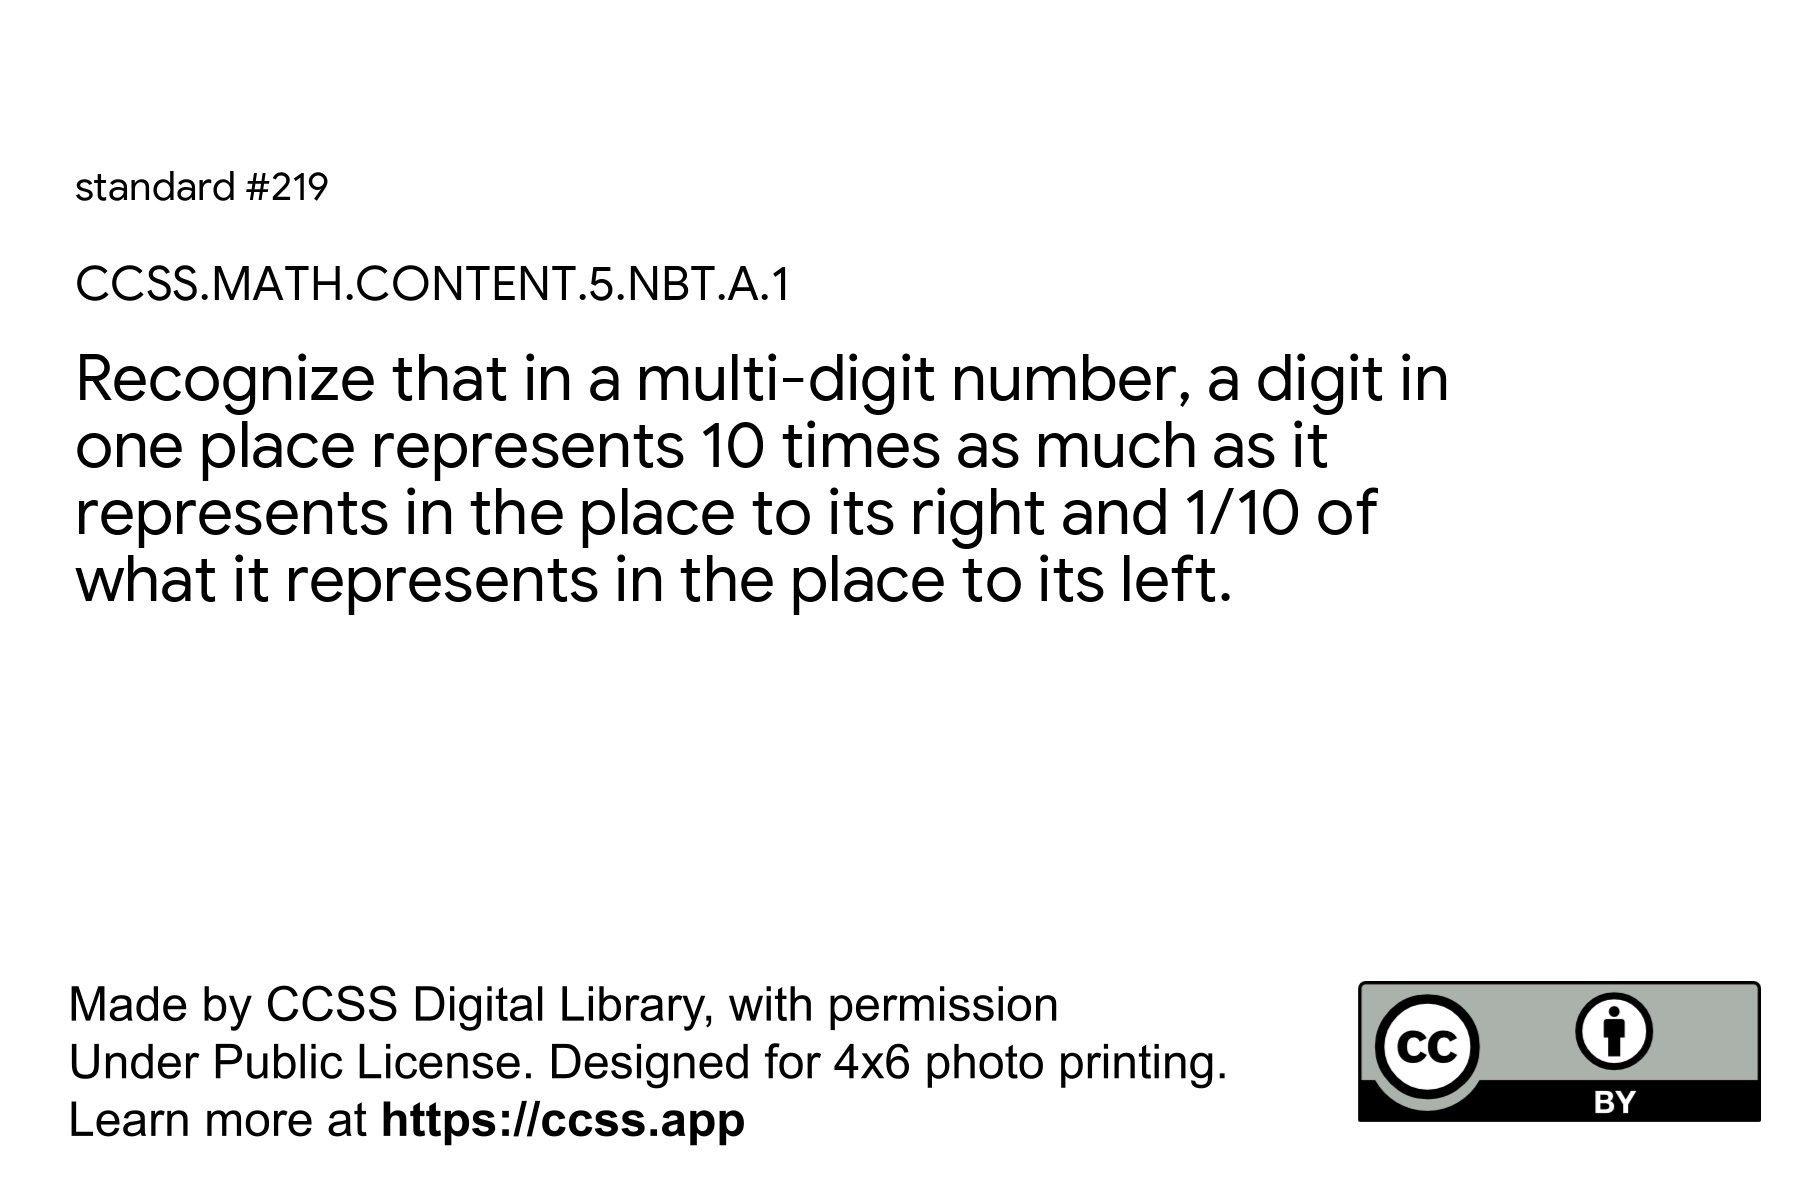 standard #219
CCSS.MATH.CONTENT.5.NBT.A.1
Recognize that in a multi-digit number, a digit in
one place represents 10 times as much as it
represents in the place to its right and 1/10 of
what it represents in the place to its left.
Made by CCSS Digital Library, with permission
Under Public License. Designed for 4x6 photo printing.
Learn more at https://ccss.app
CC
BY